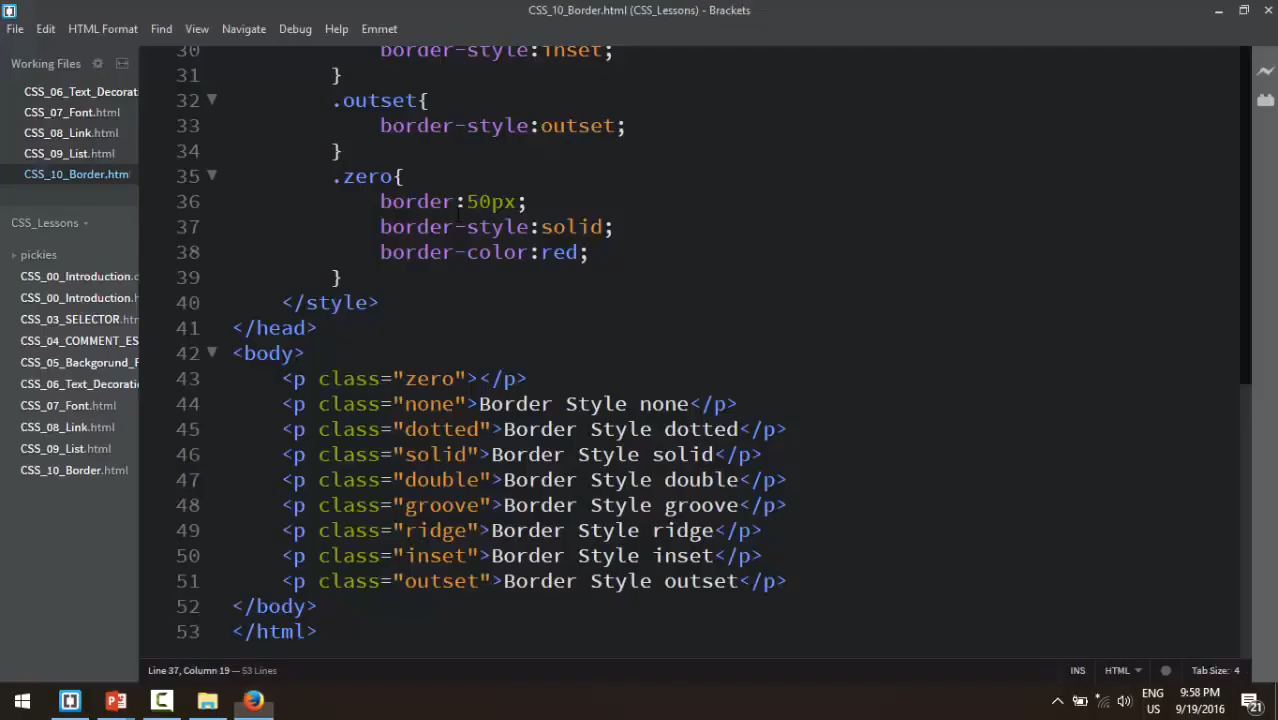 CSS_10_Border.html (CSS_Lessons) - Brackets
File Edit HTML Format Find View Navigate Debug Help Emmet
Working Files
CSS_06_Text_Decorat
CSS_07_Font.html
CSS_08_Link.html
CSS_09_List.html
CSS_10_Border.html
CSS_Lessons
pickies
CSS_00_Introduction.
CSS_00_Introduction.
CSS_03_SELECTOR.htm
CSS_04_COMMENT_ES
CSS_05_Backgorund_
CSS_06_Text_Decoratio
CSS_07_Font.html
CSS_08_Link.html
CSS_09_List.html
CSS_10_Border.html
30 border-style:inset;
31 }
32 .outset{
33 border-style:outset;
34 }
35 .zero{
36 border:50px;
37 border-style:solid;
38 border-color:red;
39 }
40 </style>
41 </head>
42 <body>
43 <p class="zero"></p>
44 <p class="none">Border Style none</p>
45 <p class="dotted">Border Style dotted</p>
46 <p class="solid">Border Style solid</p>
47 <p class="double">Border Style double</p>
48 <p class="groove">Border Style groove</p>
49 <p class="ridge">Border Style ridge</p>
50 <p class="inset">Border Style inset</p>
51 <p class="outset">Border Style outset</p>
52 </body>
53 </html>
Line 37, Column 19 — 53 Lines
INS HTML Tab Size: 4
ENG
US
9:58 PM
9/19/2016
21